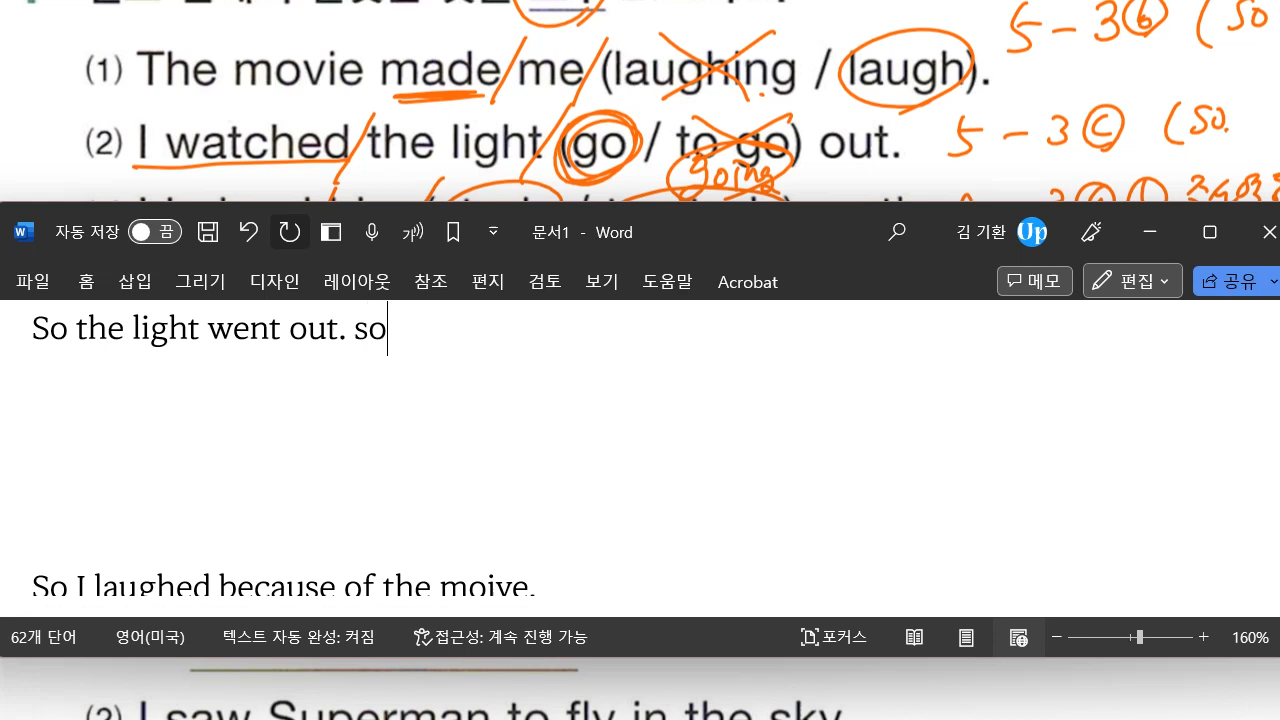 5-3ⓑ (So
(1) The movie made me (laughing / laugh).
(2) I watched the light (go / to go) out.
5-3ⓒ (so.
going
자동 저장 끔
문서1 - Word
김 기환
Up
파일 홈 삽입 그리기 디자인 레이아웃 참조 편지 검토 보기 도움말 Acrobat
메모 편집 공유
So the light went out. so
So I laughed because of the moive.
62개 단어 영어(미국) 텍스트 자동 완성: 켜짐 접근성: 계속 진행 가능 포커스 160%
(2) I saw Superman to fly in the sky